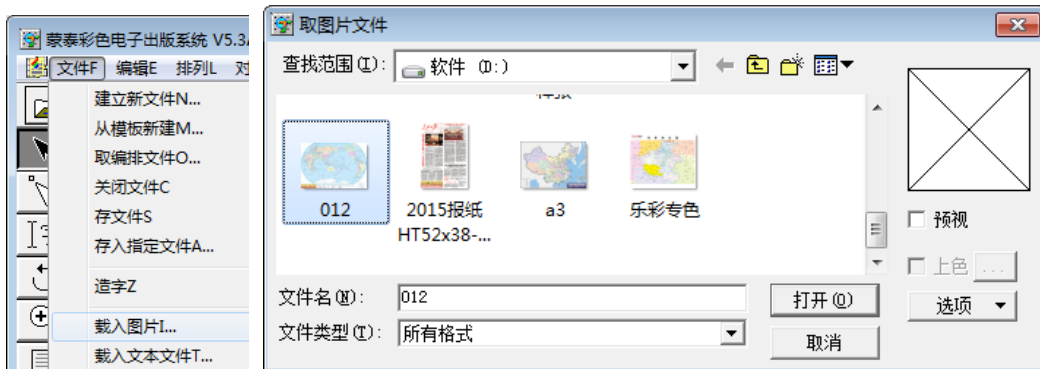 蒙泰彩色电子出版系统 V5.3
文件F 编辑E 排列L 对
建立新文件N...
从模板新建M...
取编排文件O...
关闭文件C
存文件S
存入指定文件A...
造字Z
载入图片I...
载入文本文件T...
取图片文件
查找范围(I): 软件 (D:)
012
2015报纸
HT52x38-...
a3
乐彩专色
预视
上色 ...
选项
文件名(N): 012
打开(O)
文件类型(T): 所有格式
取消